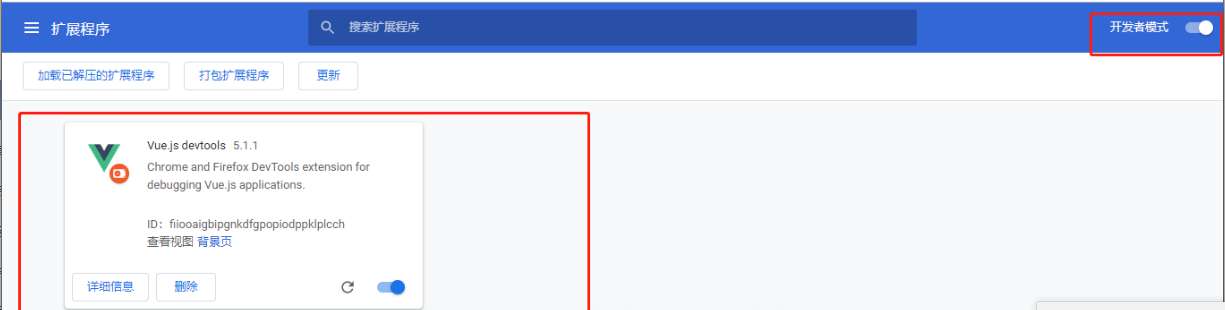 扩展程序
搜索扩展程序
开发者模式
加载已解压的扩展程序
打包扩展程序
更新
Vue.js devtools 5.1.1
Chrome and Firefox DevTools extension for
debugging Vue.js applications.
ID: fiiooaigbipgnkdfgpopiodppklplcch
查看视图 背景页
详细信息
删除